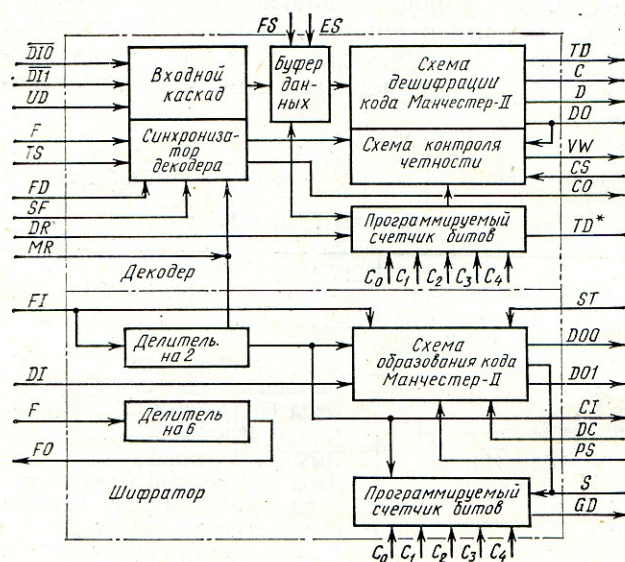 FS ES
DI0
DI1
UD
F
TS
FD
SF
DR
MR
Входной
каскад
Синхрониза-
тор
декодера
Буфер
дан-
ных
Схема
дешифрации
кода Манчестер-II
Схема контроля
четности
Программируемый
счетчик битов
C0 C1 C2 C3 C4
TD
C
D
DO
VW
CS
CO
TD*
Декодер
FI
DI
F
FO
Делитель
на 2
Делитель
на 6
Схема
образования кода
Манчестер-II
ST
DO0
DO1
CI
DC
PS
S
GD
Шифратор
Программируемый
счетчик битов
C0 C1 C2 C3 C4